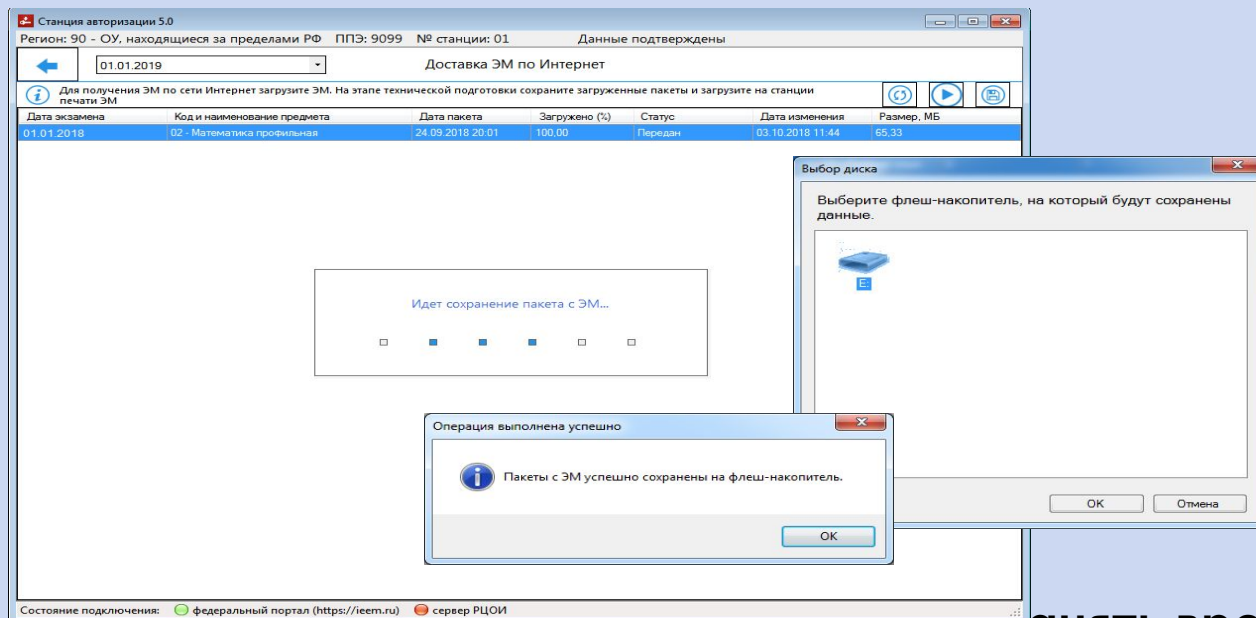 Станция авторизации 5.0
Регион: 90 - ОУ, находящиеся за пределами РФ ППЭ: 9099 № станции: 01 Данные подтверждены
01.01.2019 Доставка ЭМ по Интернет
Для получения ЭМ по сети Интернет загрузите ЭМ. На этапе технической подготовки сохраните загруженные пакеты и загрузите на станции
печати ЭМ
Дата экзамена Код и наименование предмета Дата пакета Загружено (%) Статус Дата изменения Размер, МБ
01.01.2018 02 - Математика профильная 24.09.2018 20:01 100,00 Передан 03.10.2018 11:44 65,33
Выбор диска
Выберите флеш-накопитель, на который будут сохранены
данные.
E:
Идет сохранение пакета с ЭМ...
Операция выполнена успешно
Пакеты с ЭМ успешно сохранены на флеш-накопитель.
OK
OK Отмена
Состояние подключения: федеральный портал (https://ieem.ru) сервер РЦОИ